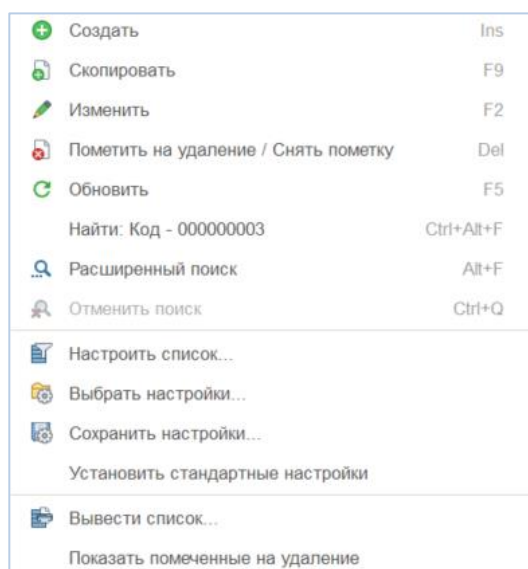 Создать Ins
Скопировать F9
Изменить F2
Пометить на удаление / Снять пометку Del
Обновить F5
Найти: Код - 000000003 Ctrl+Alt+F
Расширенный поиск Alt+F
Отменить поиск Ctrl+Q
Настроить список...
Выбрать настройки...
Сохранить настройки...
Установить стандартные настройки
Вывести список...
Показать помеченные на удаление